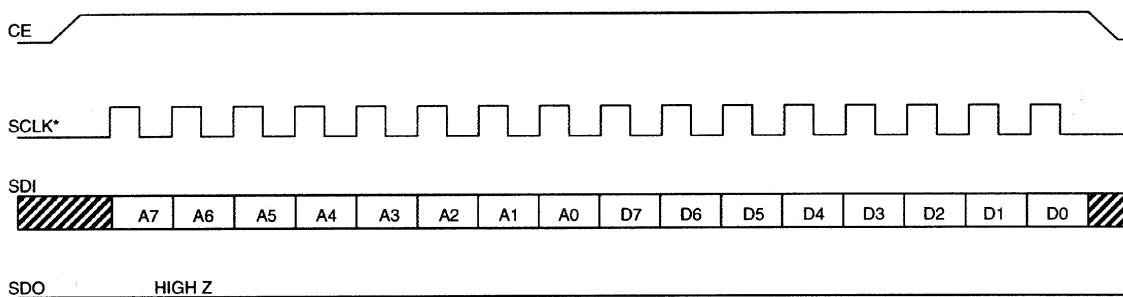 CE
SCLK*
SDI
A7 A6 A5 A4 A3 A2 A1 A0 D7 D6 D5 D4 D3 D2 D1 D0
SDO HIGH Z